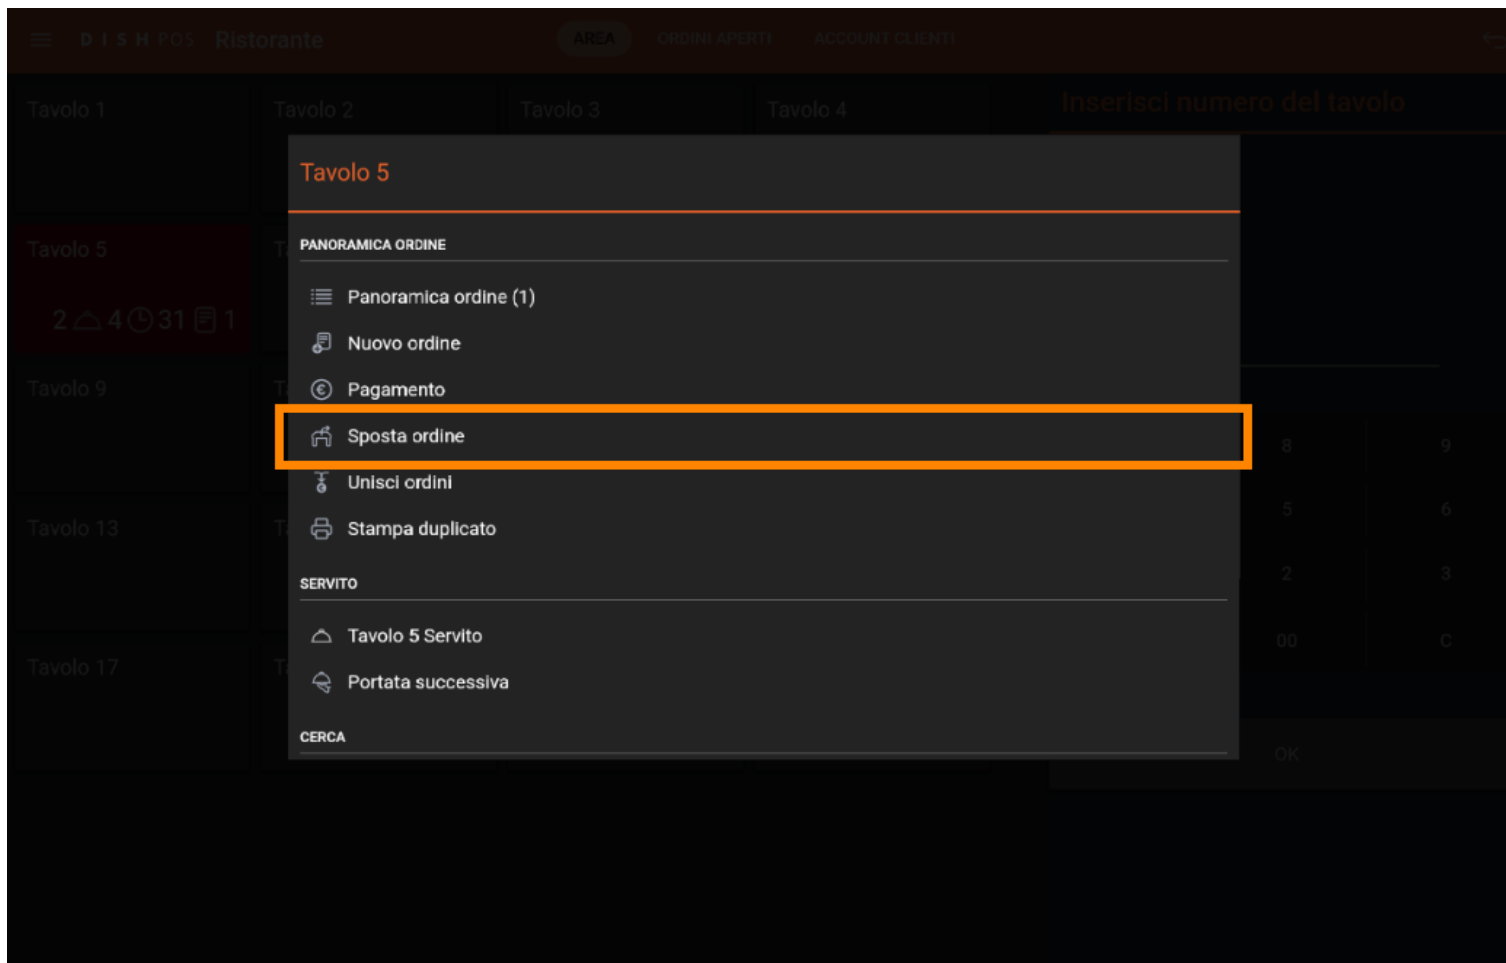 DISH POS Ristorante AREA ORDINI APERTI ACCOUNT CLIENTI
Tavolo 1 Tavolo 2 Tavolo 3 Tavolo 4 Inserisci numero del tavolo
Tavolo 5
Tavolo 5 T
PANORAMICA ORDINE
Panoramica ordine (1)
2 4 31 1
Nuovo ordine
Tavolo 9 T
Pagamento
Sposta ordine
8 9
Unisci ordini
5 6
Tavolo 13 T
Stampa duplicato
2 3
SERVITO
Tavolo 5 Servito
00 C
Tavolo 17 T
Portata successiva
CERCA
OK